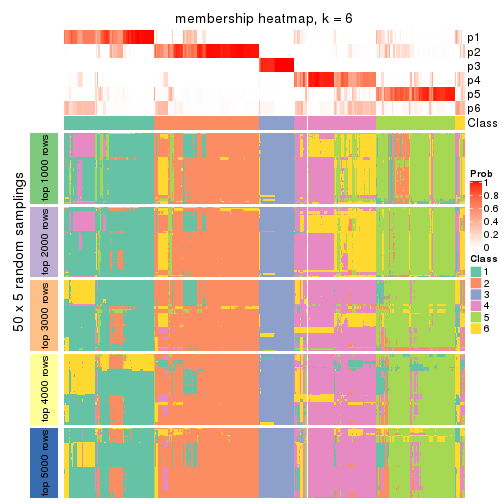 membership heatmap, k = 6
p1
p2
p3
p4
p5
p6
Class
50 x 5 random samplings
top 1000 rows
top 2000 rows
top 3000 rows
top 4000 rows
top 5000 rows
Prob
1
0.8
0.6
0.4
0.2
0
Class
1
2
3
4
5
6